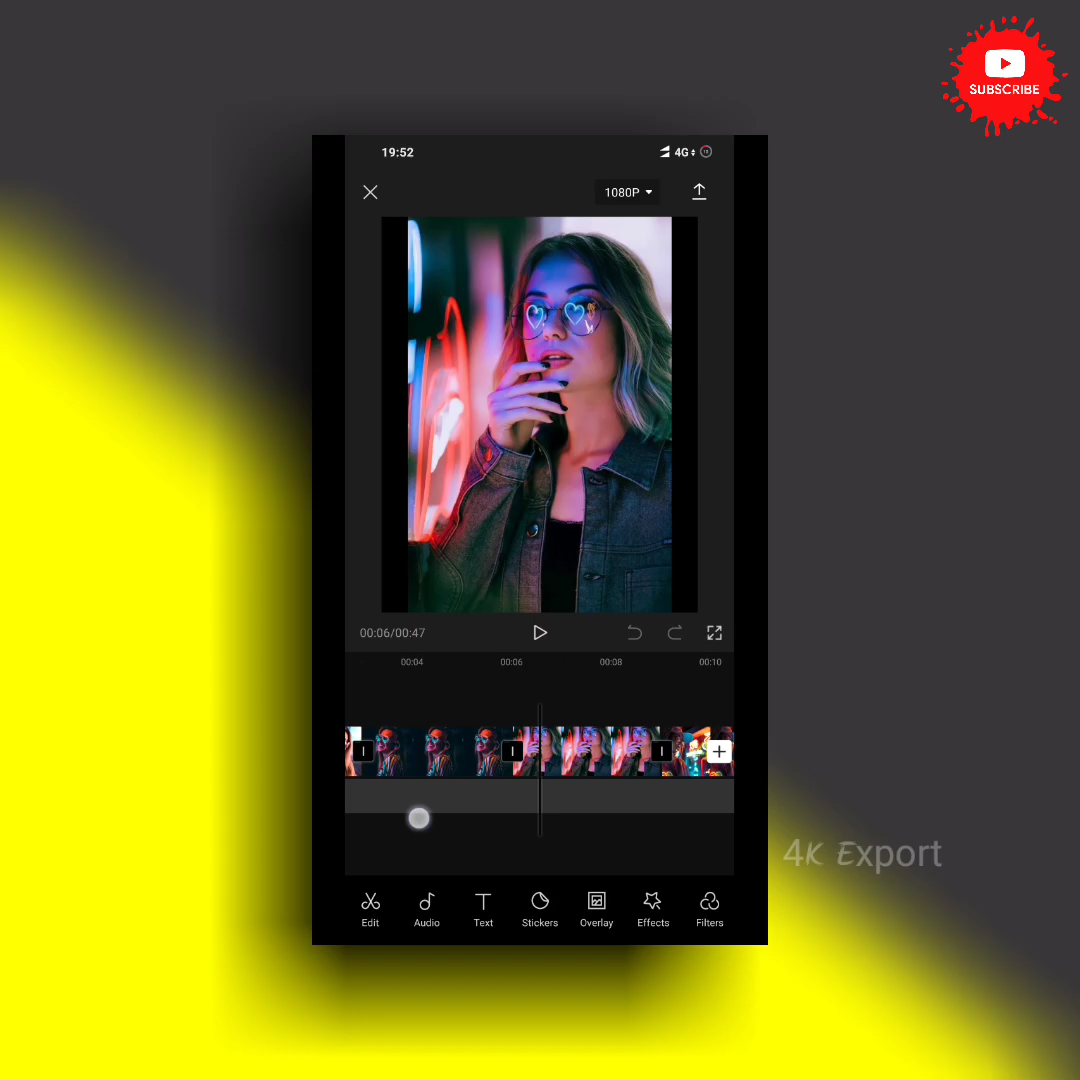 SUBSCRIBE
19:52
4G
1080P
00:06/00:47
00:04 00:06 00:08 00:10
4K Export
Edit Audio Text Stickers Overlay Effects Filters